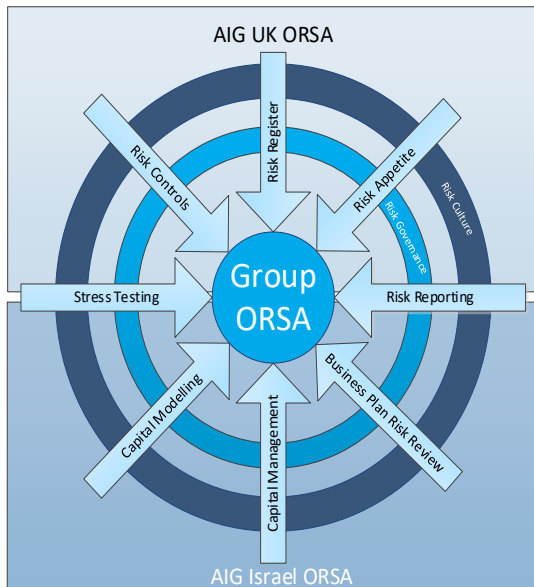 AIG UK ORSA
Risk Register
Risk Controls
Risk Appetite
Risk Culture
Risk Governance
Group
ORSA
Stress Testing
Risk Reporting
Capital Modelling
Business Plan Risk Review
Capital Management
AIG Israel ORSA